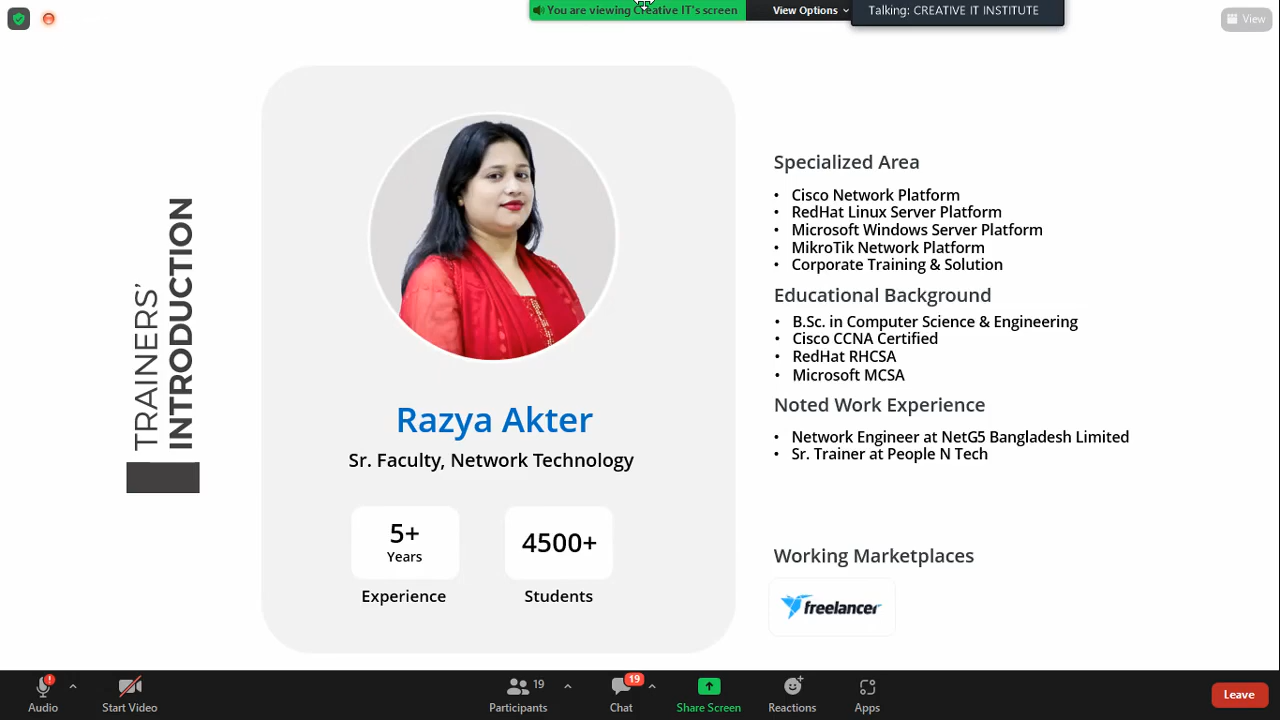 You are viewing Creative IT's screen
View Options
Talking: CREATIVE IT INSTITUTE
View
TRAINERS'
INTRODUCTION
Razya Akter
Sr. Faculty, Network Technology
5+
Years
Experience
4500+
Students
Specialized Area
• Cisco Network Platform
• RedHat Linux Server Platform
• Microsoft Windows Server Platform
• MikroTik Network Platform
• Corporate Training & Solution
Educational Background
• B.Sc. in Computer Science & Engineering
• Cisco CCNA Certified
• RedHat RHCSA
• Microsoft MCSA
Noted Work Experience
• Network Engineer at NetG5 Bangladesh Limited
• Sr. Trainer at People N Tech
Working Marketplaces
freelancer
Audio
Start Video
19
Participants
19
Chat
Share Screen
Reactions
Apps
Leave